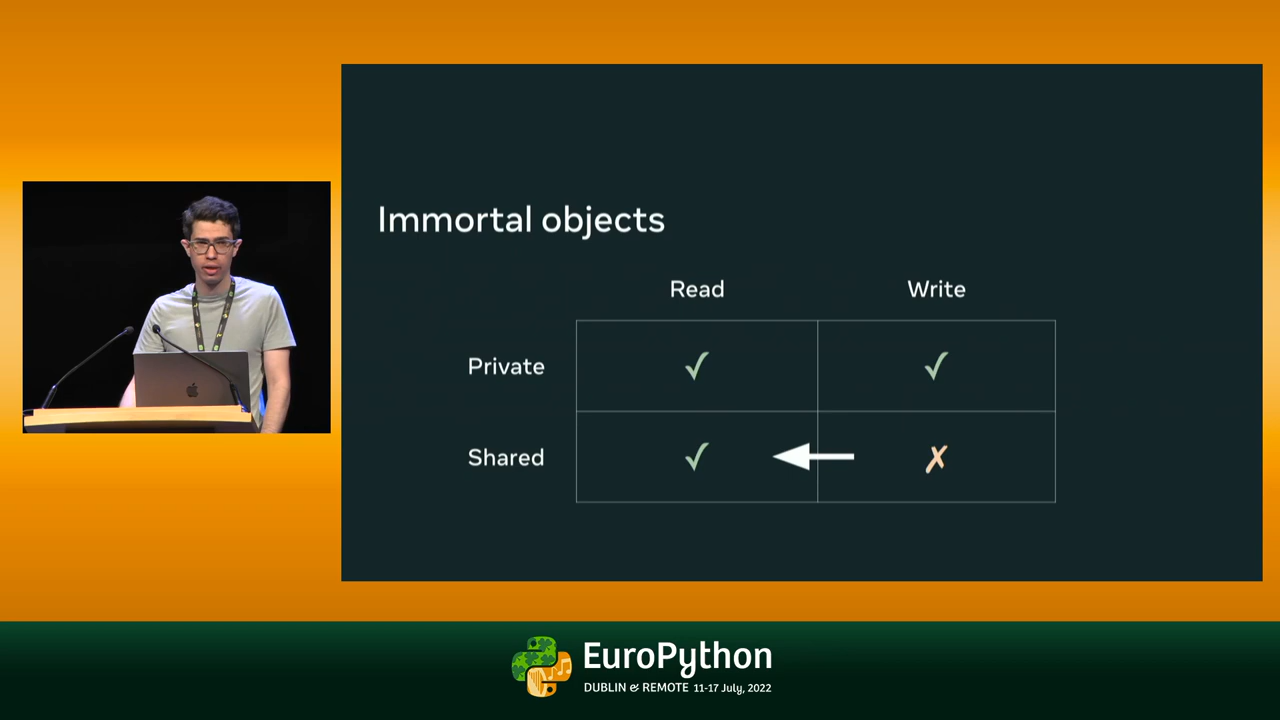 Immortal objects
Read Write
Private ✓ ✓
Shared ✓ ✗
EuroPython
DUBLIN & REMOTE 11-17 July, 2022